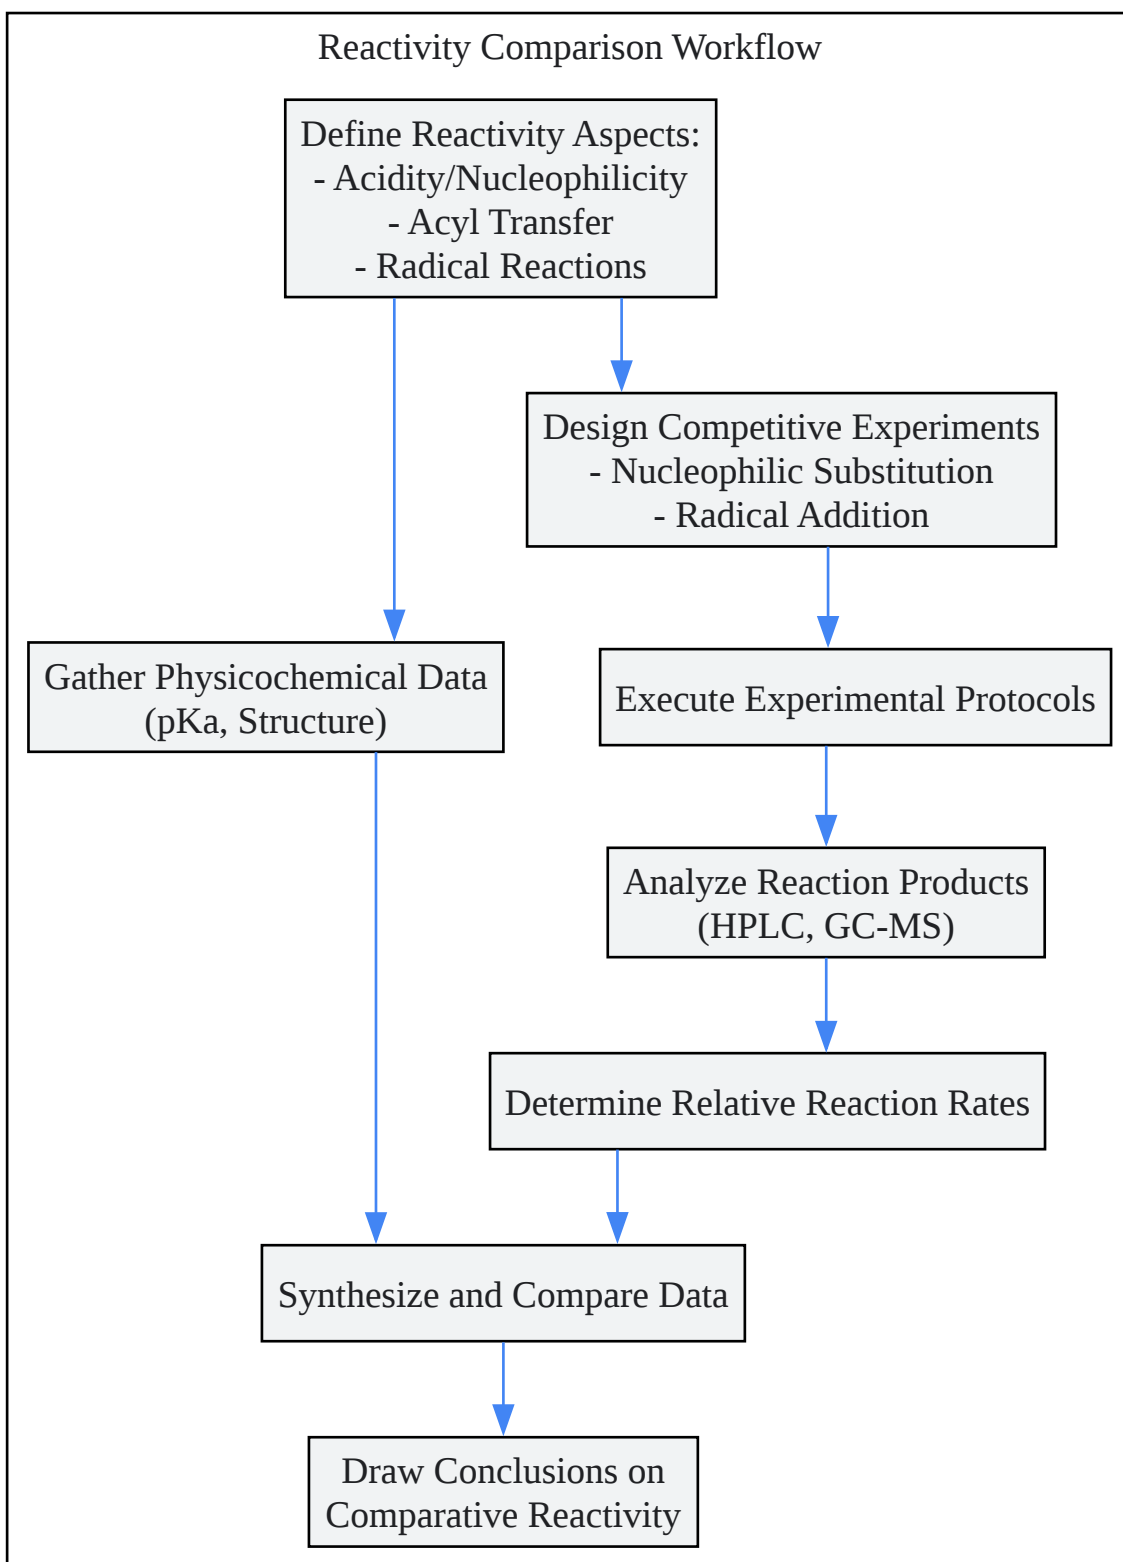 Reactivity Comparison Workflow
Define Reactivity Aspects:
- Acidity/Nucleophilicity
- Acyl Transfer
- Radical Reactions
Design Competitive Experiments
- Nucleophilic Substitution
- Radical Addition
Gather Physicochemical Data
(pKa, Structure)
Execute Experimental Protocols
Analyze Reaction Products
(HPLC, GC-MS)
Determine Relative Reaction Rates
Synthesize and Compare Data
Draw Conclusions on
Comparative Reactivity